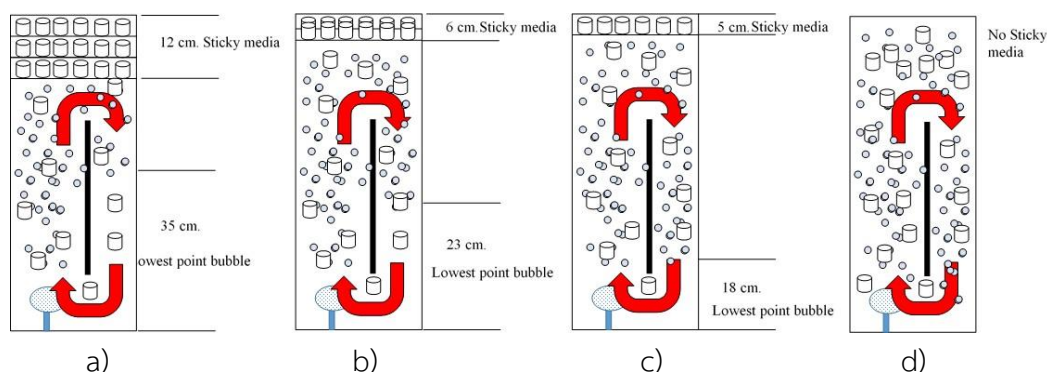 12 cm. Sticky media
35 cm.
owest point bubble
a)
6 cm. Sticky media
23 cm.
Lowest point bubble
b)
5 cm. Sticky media
18 cm.
Lowest point bubble
c)
No Sticky
media
d)